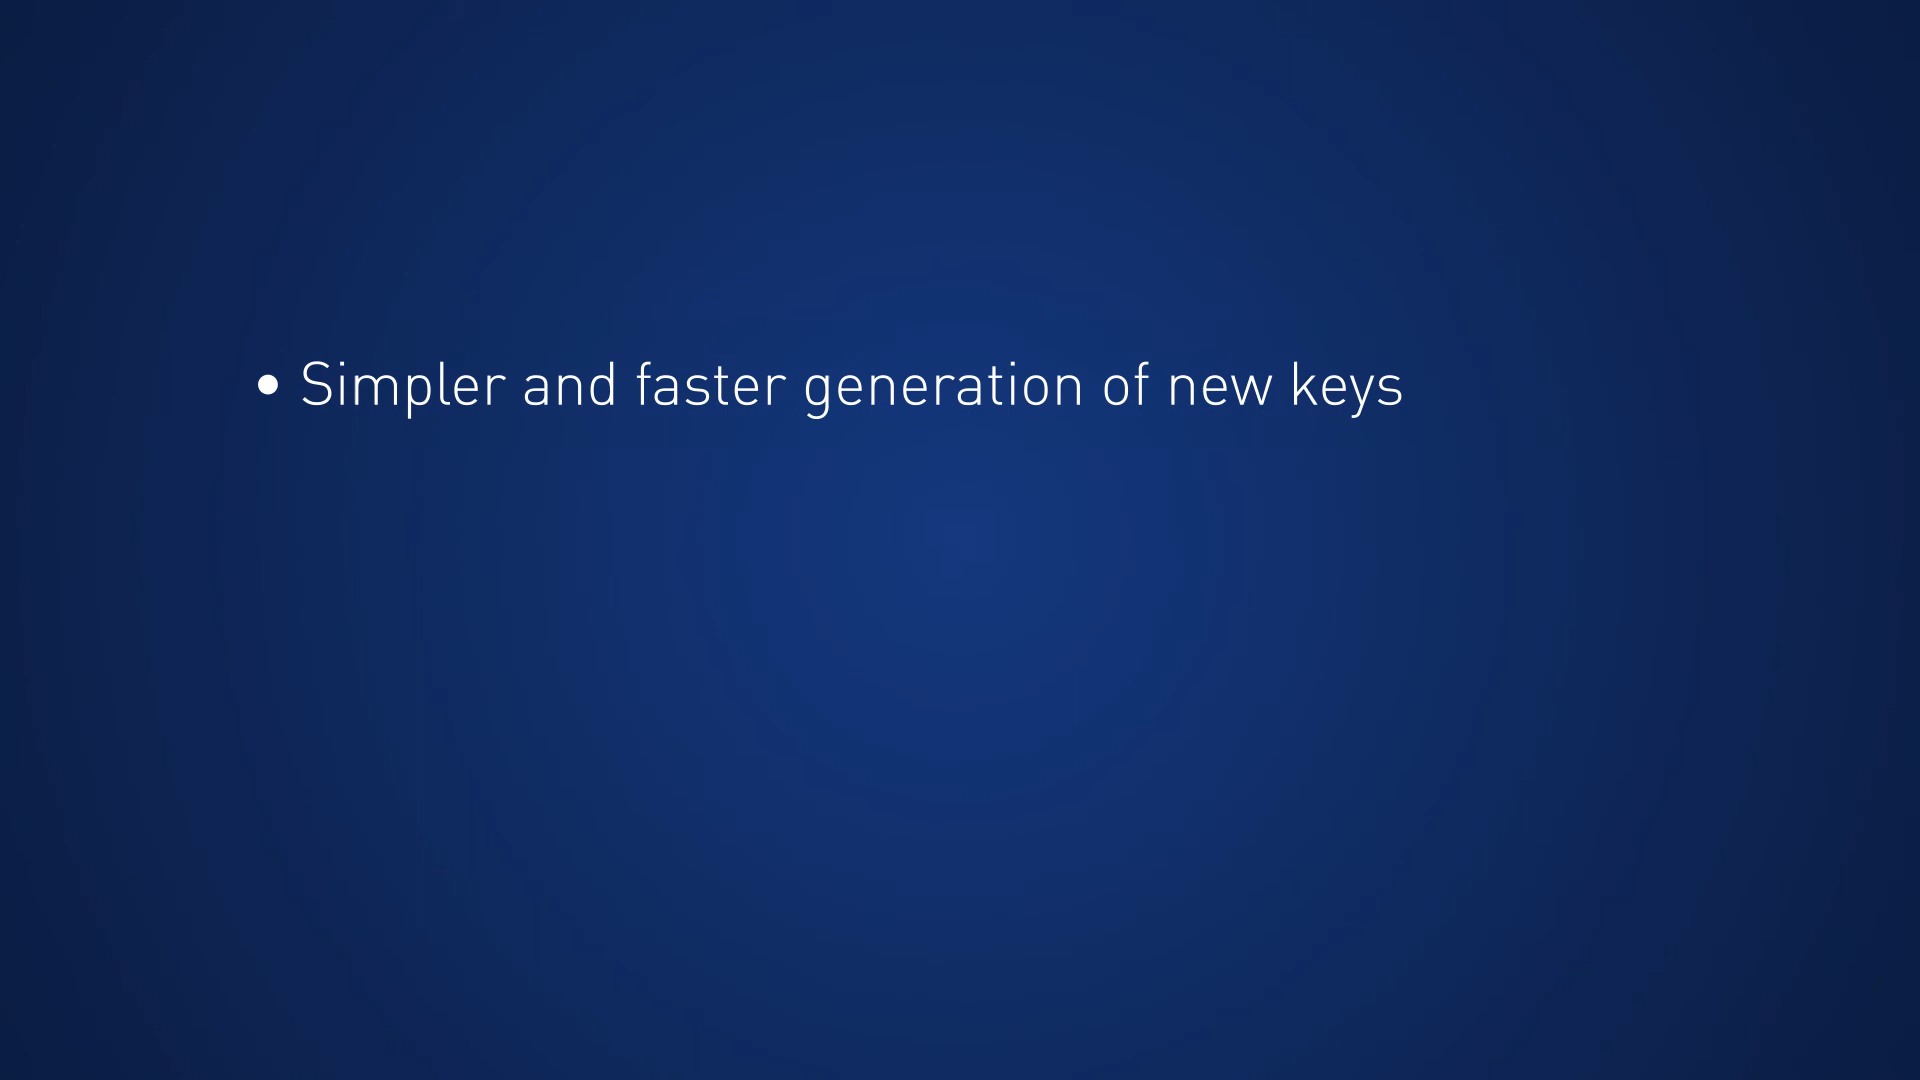 • Simpler and faster generation of new keys